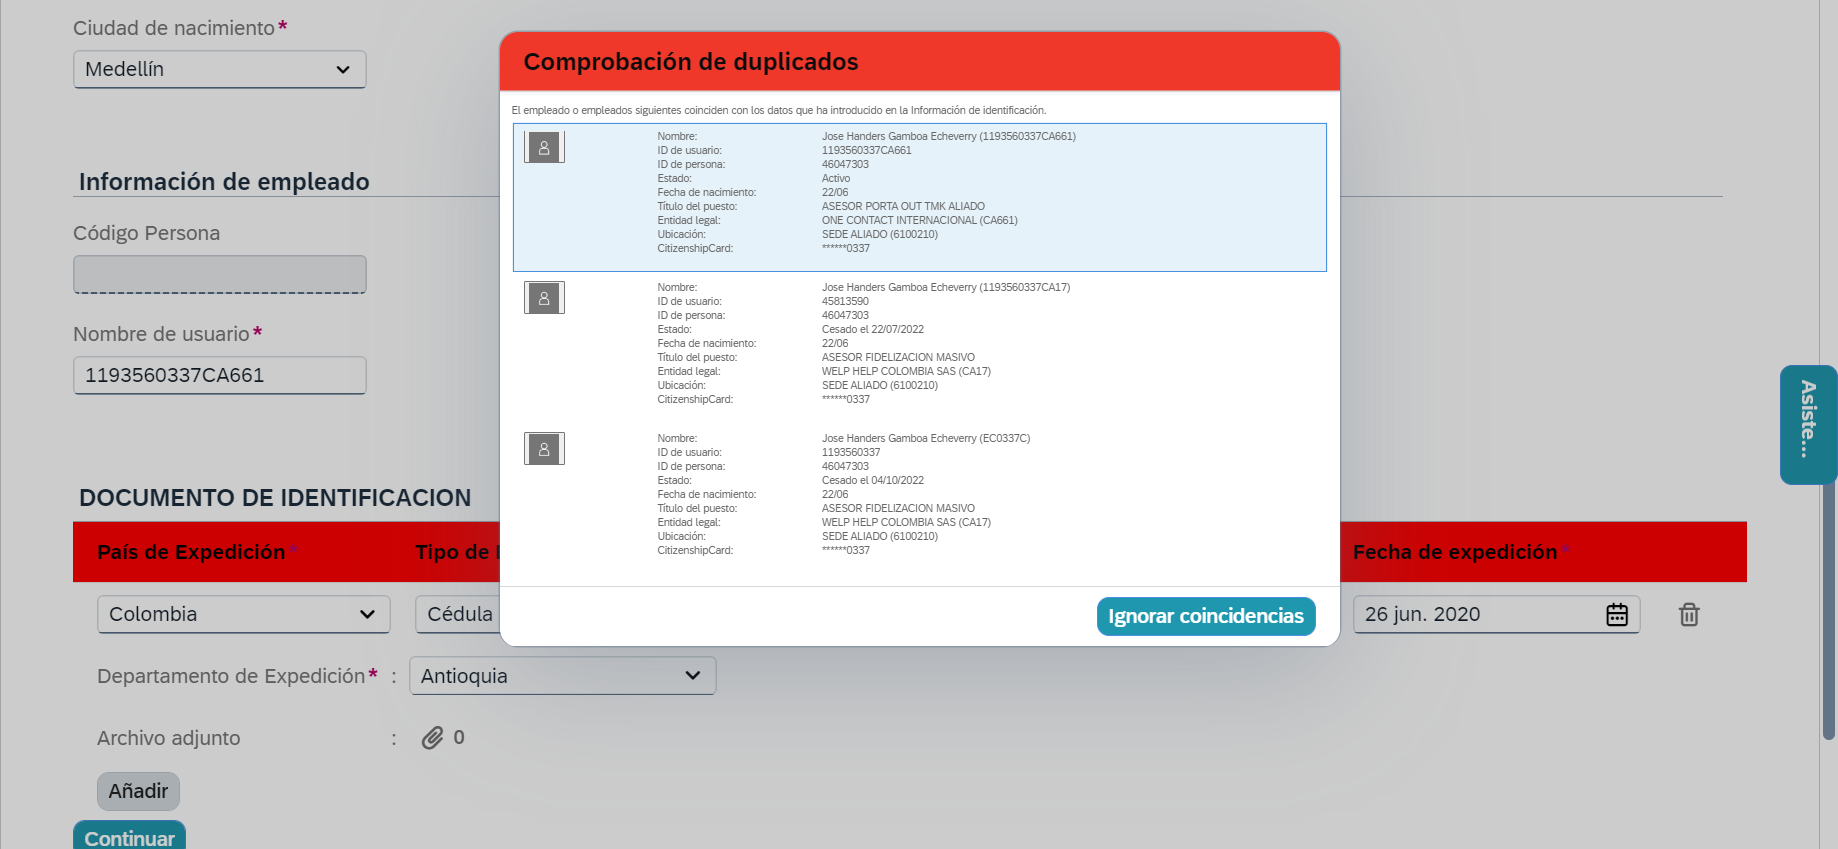 Ciudad de nacimiento*
Medellín
Información de empleado
Código Persona
Nombre de usuario*
1193560337CA661
DOCUMENTO DE IDENTIFICACION
País de Expedición*
Tipo de
Fecha de expedición*
Colombia
Cédula
26 jun. 2020
Departamento de Expedición* :
Antioquia
Archivo adjunto :
0
Añadir
Continuar
Comprobación de duplicados
El empleado o empleados siguientes coinciden con los datos que ha introducido en la Información de identificación.
Nombre: Jose Handers Gamboa Echeverry (1193560337CA661)
ID de usuario: 1193560337CA661
ID de persona: 46047303
Estado: Activo
Fecha de nacimiento: 22/06
Título del puesto: ASESOR PORTA OUT TMK ALIADO
Entidad legal: ONE CONTACT INTERNACIONAL (CA661)
Ubicación: SEDE ALIADO (6100210)
CitizenshipCard: ******0337
Nombre: Jose Handers Gamboa Echeverry (1193560337CA17)
ID de usuario: 45813590
ID de persona: 46047303
Estado: Cesado el 22/07/2022
Fecha de nacimiento: 22/06
Título del puesto: ASESOR FIDELIZACION MASIVO
Entidad legal: WELP HELP COLOMBIA SAS (CA17)
Ubicación: SEDE ALIADO (6100210)
CitizenshipCard: ******0337
Nombre: Jose Handers Gamboa Echeverry (EC0337C)
ID de usuario: 1193560337
ID de persona: 46047303
Estado: Cesado el 04/10/2022
Fecha de nacimiento: 22/06
Título del puesto: ASESOR FIDELIZACION MASIVO
Entidad legal: WELP HELP COLOMBIA SAS (CA17)
Ubicación: SEDE ALIADO (6100210)
CitizenshipCard: ******0337
Ignorar coincidencias
Asiste...